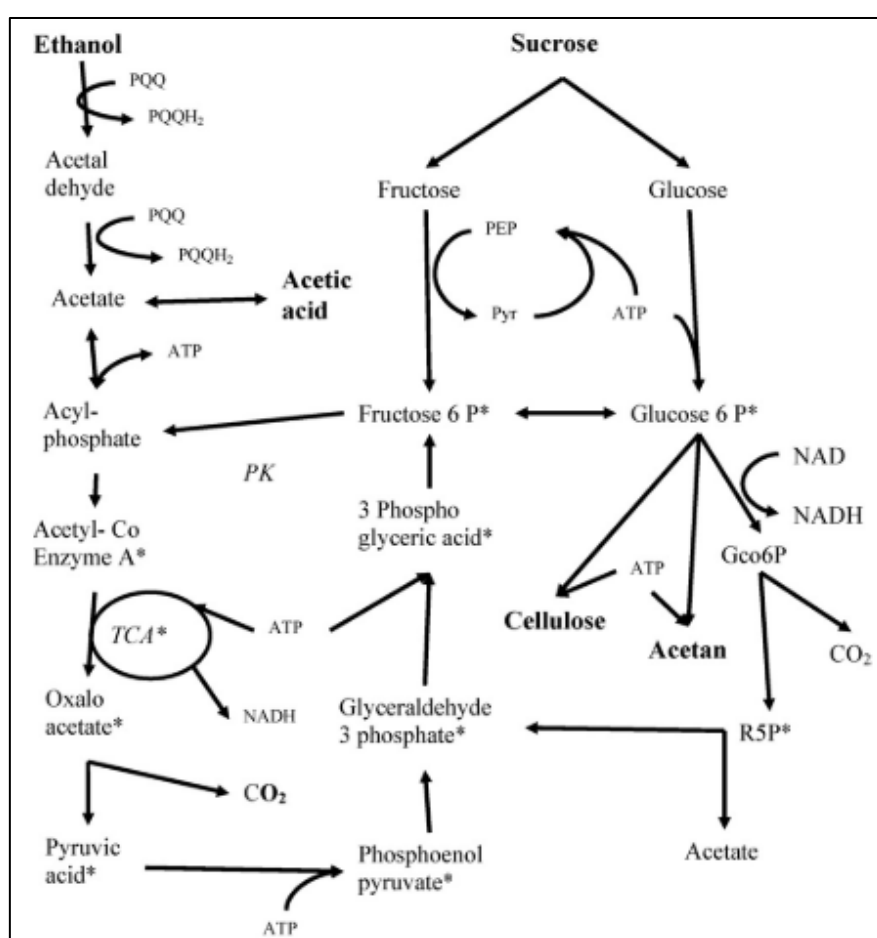 Ethanol
Sucrose
PQQ
PQQH₂
Acetal
dehyde
Fructose
Glucose
PQQ
PQQH₂
PEP
Acetate
Acetic
acid
Pyr
ATP
ATP
Acyl-
phosphate
Fructose 6 P*
Glucose 6 P*
PK
NAD
NADH
3 Phospho
glyceric acid*
Acetyl- Co
Enzyme A*
Gco6P
ATP
Cellulose
Acetan
TCA*
ATP
CO₂
Oxalo
acetate*
NADH
Glyceraldehyde
3 phosphate*
R5P*
CO₂
Pyruvic
acid*
Phosphoenol
pyruvate*
Acetate
ATP